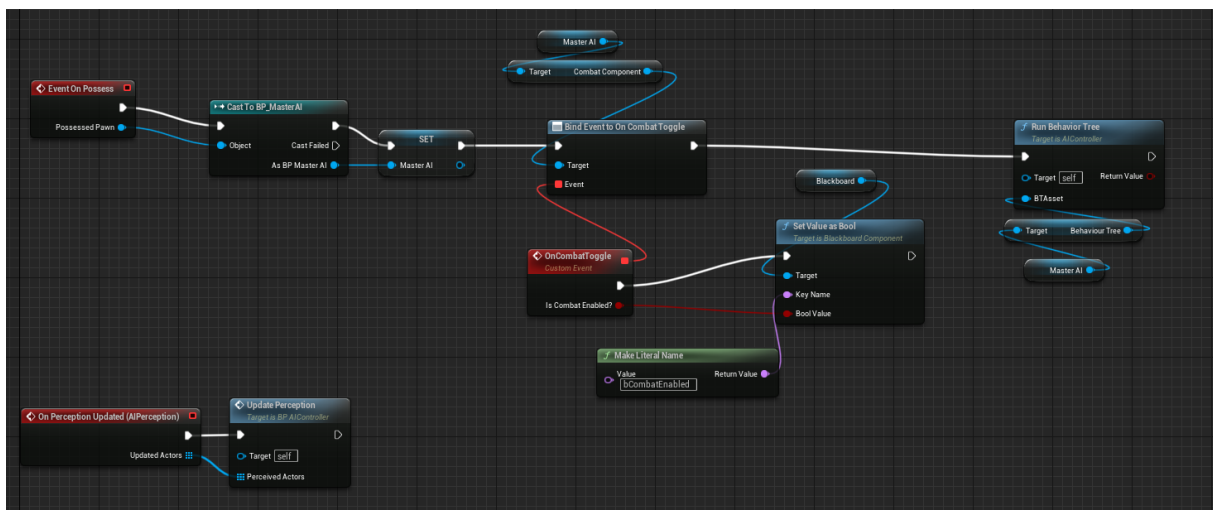 Master AI
Target Combat Component
Event On Possess
Possessed Pawn
Cast To BP_MasterAI
Object Cast Failed
As BP Master AI
SET
Master AI
Bind Event to On Combat Toggle
Target
Event
Run Behavior Tree
Target is AIController
Target self Return Value
BTAsset
Target Behaviour Tree
Master AI
Blackboard
Set Value as Bool
Target is Blackboard Component
Target
Key Name
Bool Value
OnCombatToggle
Custom Event
Is Combat Enabled?
Make Literal Name
Value Return Value
bCombatEnabled
On Perception Updated (AIPerception)
Updated Actors
Update Perception
Target is BP AIController
Target self
Perceived Actors